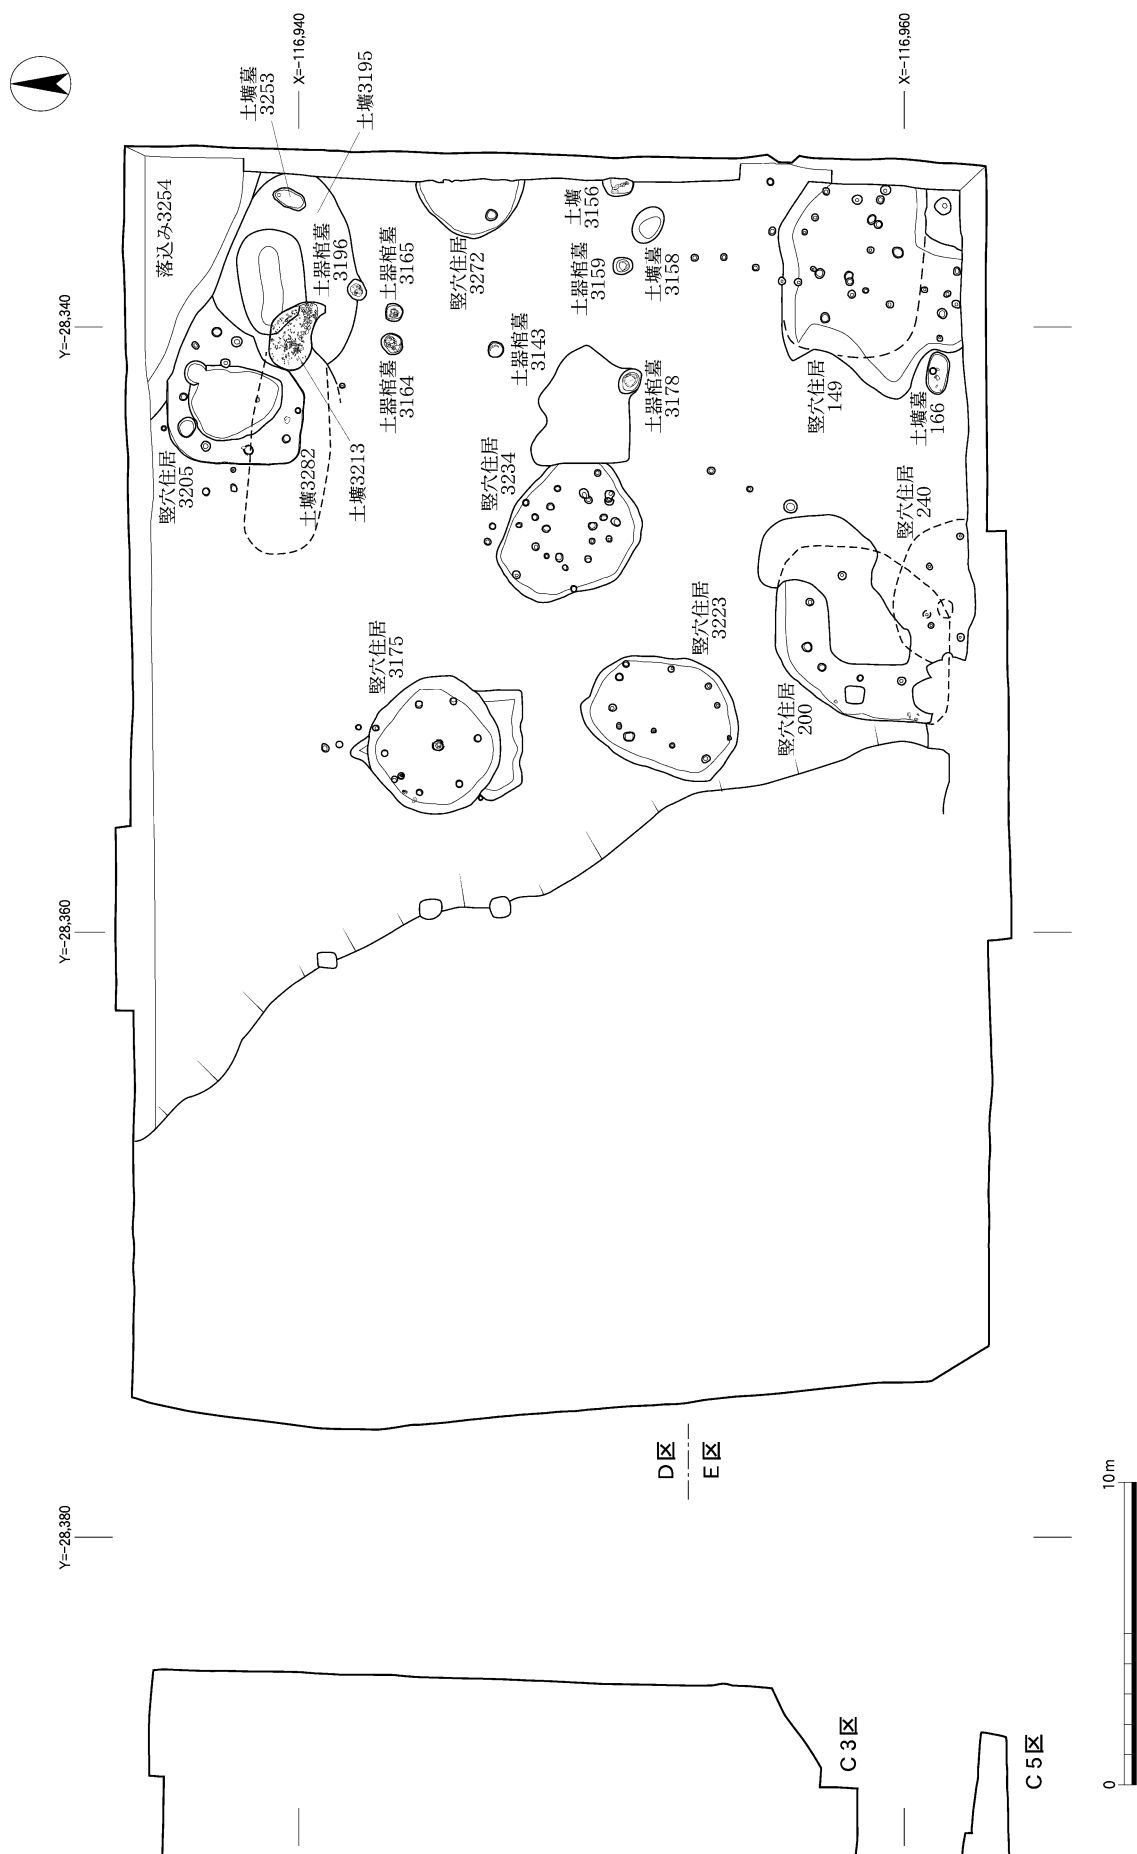 X=-116,940
X=-116,960
土壙墓
3253
土壙3195
落込み3254
土器棺墓
3196
土器棺墓
3165
竪穴住居
3272
土壙
3156
土器棺墓
3159
土壙墓
3158
Y=-28,340
土器棺墓
3164
土器棺墓
3143
土器棺墓
3178
竪穴住居
149
土壙墓
166
竪穴住居
3205
土壙3282
土壙3213
竪穴住居
3234
竪穴住居
240
竪穴住居
3175
竪穴住居
3223
竪穴住居
200
Y=-28,360
D区
E区
Y=-28,380
10m
0
C3区
C5区